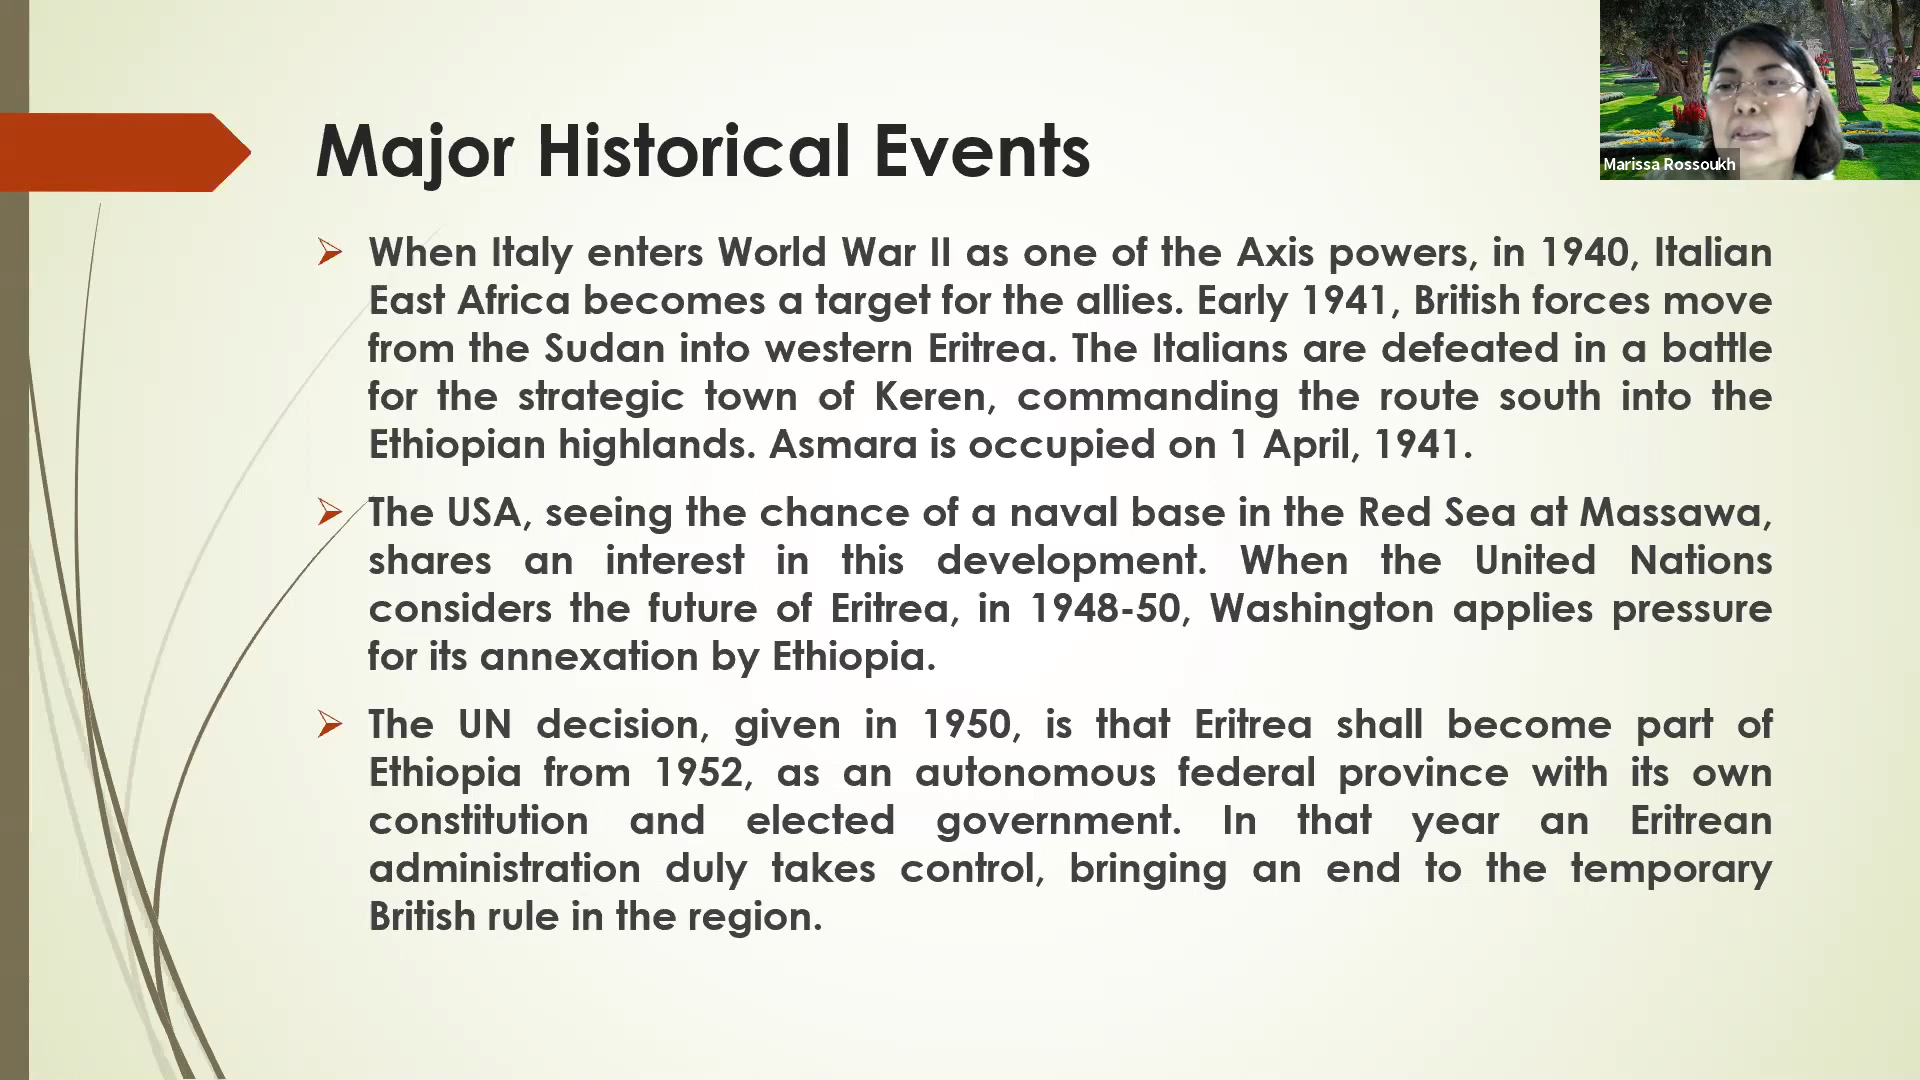 Major Historical Events
Marissa Rossoukh
When Italy enters World War II as one of the Axis powers, in 1940, Italian
East Africa becomes a target for the allies. Early 1941, British forces move
from the Sudan into western Eritrea. The Italians are defeated in a battle
for the strategic town of Keren, commanding the route south into the
Ethiopian highlands. Asmara is occupied on 1 April, 1941.
The USA, seeing the chance of a naval base in the Red Sea at Massawa,
shares an interest in this development. When the United Nations
considers the future of Eritrea, in 1948-50, Washington applies pressure
for its annexation by Ethiopia.
The UN decision, given in 1950, is that Eritrea shall become part of
Ethiopia from 1952, as an autonomous federal province with its own
constitution and elected government. In that year an Eritrean
administration duly takes control, bringing an end to the temporary
British rule in the region.